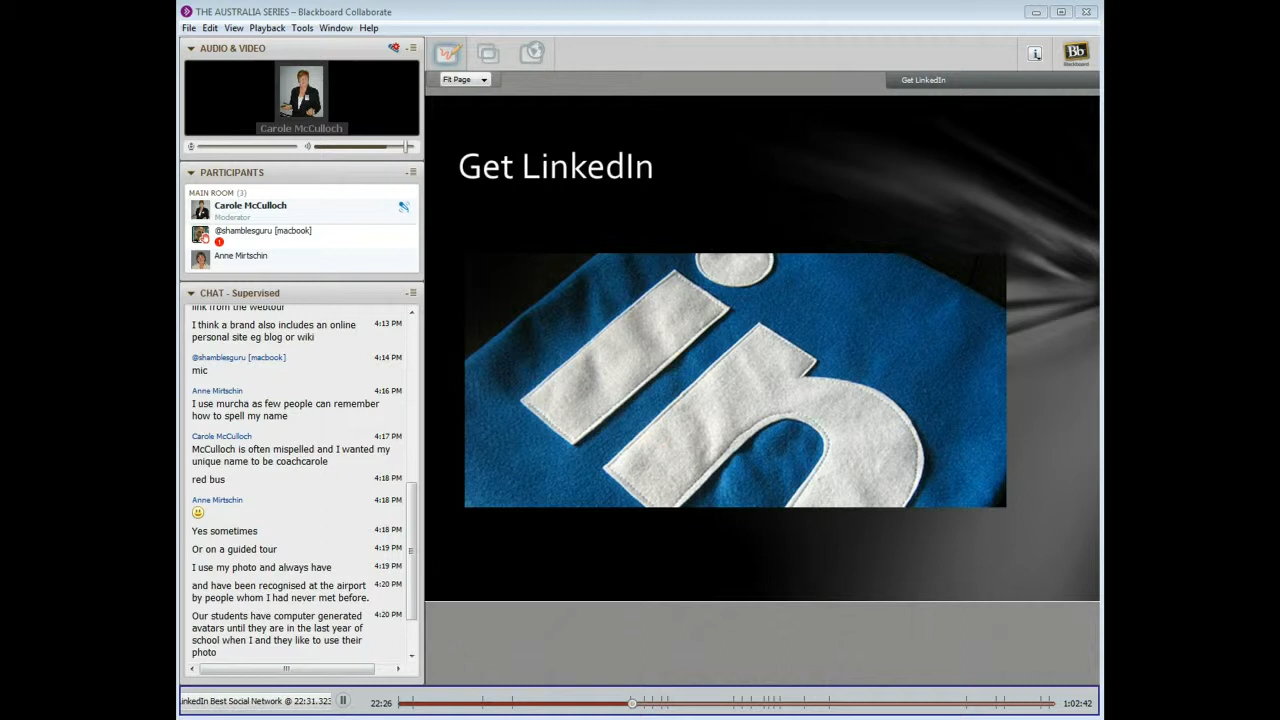 THE AUSTRALIA SERIES – Blackboard Collaborate
File Edit View Playback Tools Window Help
AUDIO & VIDEO
Carole McCulloch
PARTICIPANTS
MAIN ROOM (3)
Carole McCulloch
Moderator
@shamblesguru [macbook]
Anne Mirtschin
CHAT - Supervised
link from the webtour
I think a brand also includes an online 4:13 PM
personal site eg blog or wiki
@shamblesguru [macbook] 4:14 PM
mic
Anne Mirtschin 4:16 PM
I use murcha as few people can remember
how to spell my name
Carole McCulloch 4:17 PM
McCulloch is often mispelled and I wanted my
unique name to be coachcarole
red bus 4:18 PM
Anne Mirtschin 4:18 PM
Yes sometimes
Or on a guided tour 4:19 PM
I use my photo and always have 4:19 PM
and have been recognised at the airport 4:20 PM
by people whom I had never met before.
Our students have computer generated 4:20 PM
avatars until they are in the last year of
school when I and they like to use their
photo
Fit Page
Bb
Blackboard
Get LinkedIn
Get LinkedIn
in
inkedIn Best Social Network @ 22:31.323
22:26
1:02:42